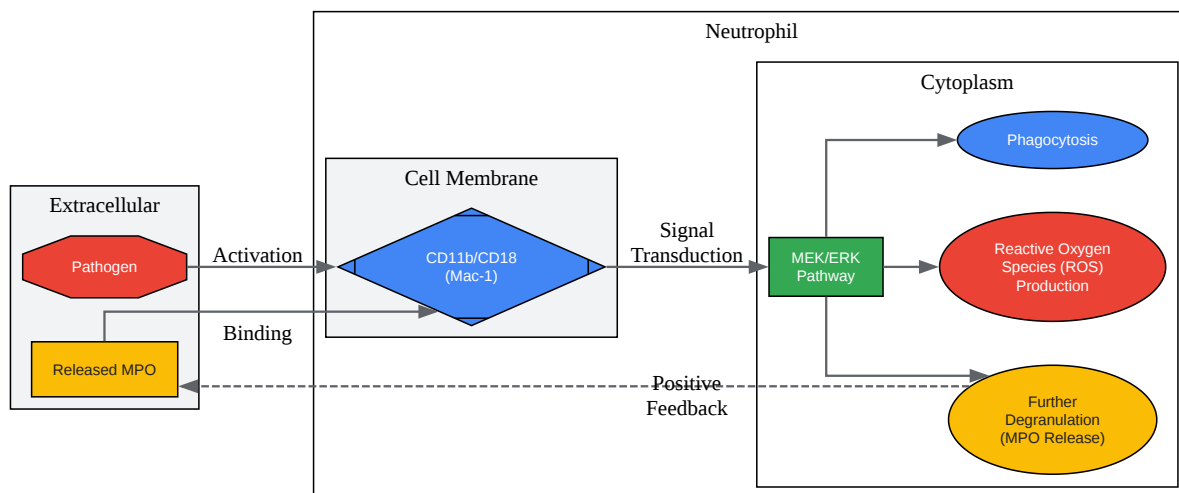 Neutrophil
Cytoplasm
Phagocytosis
Cell Membrane
Extracellular
Pathogen
Activation
CD11b/CD18
(Mac-1)
Signal
Transduction
MEK/ERK
Pathway
Reactive Oxygen
Species (ROS)
Production
Binding
Released MPO
Positive
Feedback
Further
Degranulation
(MPO Release)